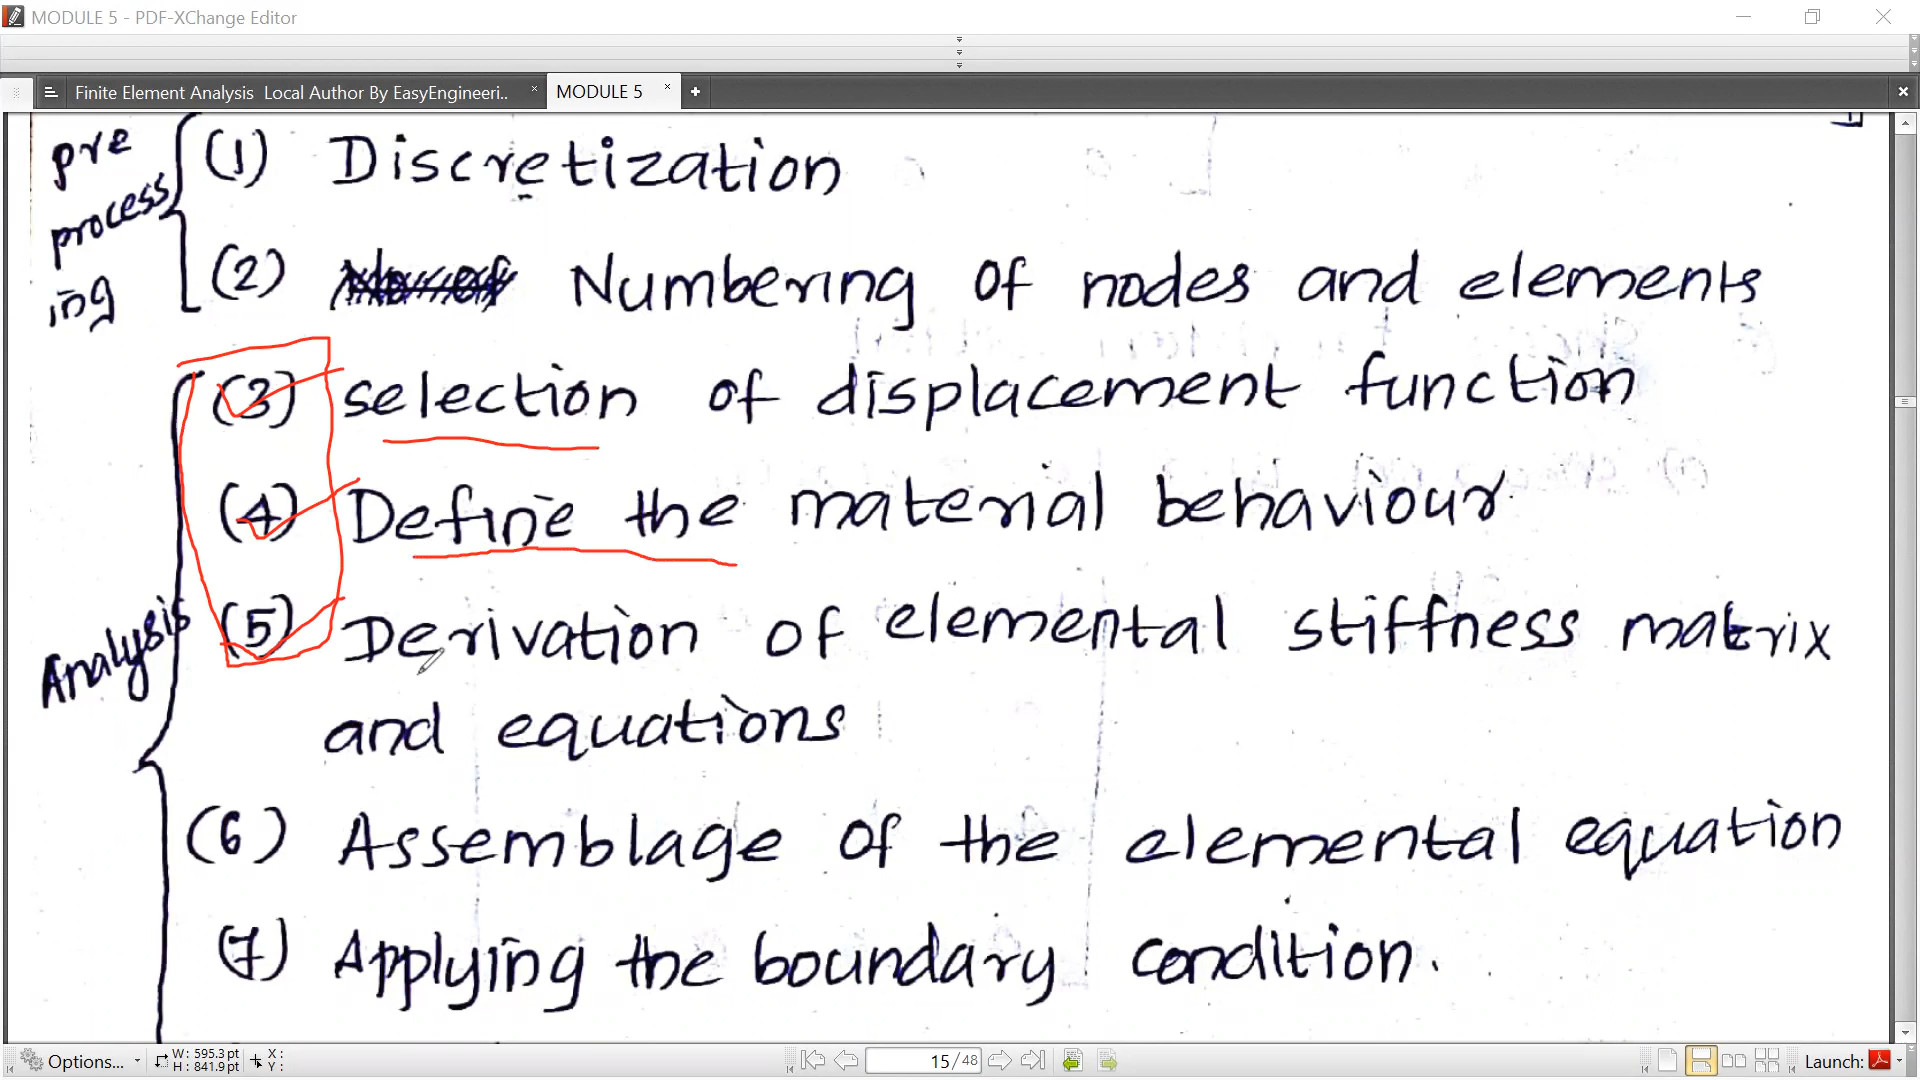 MODULE 5 - PDF-XChange Editor
Finite Element Analysis Local Author By EasyEngineeri..
MODULE 5
pre
process
ing
(1) Discretization
(2) Numbering of nodes and elements
(3) selection of displacement function
(4) Define the material behaviour
Analysis
(5) Derivation of elemental stiffness matrix
and equations
(6) Assemblage of the elemental equation
(7) Applying the boundary condition.
Options...
W: 595.3 pt
H: 841.9 pt
X:
Y:
15 / 48
Launch: